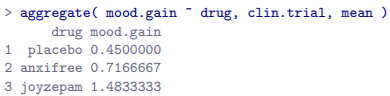 > aggregate( mood.gain ~ drug, clin.trial, mean )
drug mood.gain
1 placebo 0.4500000
2 anxifree 0.7166667
3 joyzepam 1.4833333